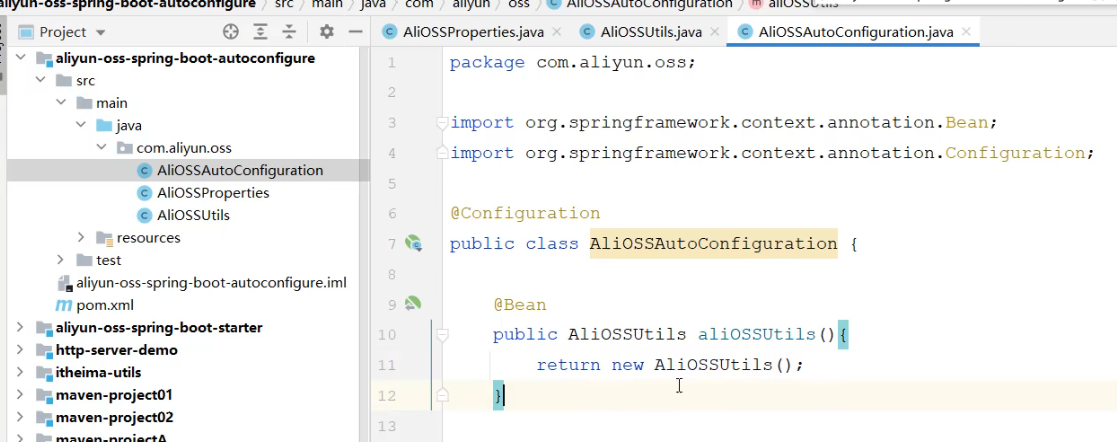 aliyun-oss-spring-boot-autoconfigure src main java com aliyun oss AliOSSAutoConfiguration aliOSSUtils
Project
AliOSSProperties.java
AliOSSUtils.java
AliOSSAutoConfiguration.java
aliyun-oss-spring-boot-autoconfigure
src
main
java
com.aliyun.oss
AliOSSAutoConfiguration
AliOSSProperties
AliOSSUtils
resources
test
aliyun-oss-spring-boot-autoconfigure.iml
pom.xml
aliyun-oss-spring-boot-starter
http-server-demo
itheima-utils
maven-project01
maven-project02
maven-projectA
1 package com.aliyun.oss;
2
3 import org.springframework.context.annotation.Bean;
4 import org.springframework.context.annotation.Configuration;
5
6 @Configuration
7 public class AliOSSAutoConfiguration {
8
9 @Bean
10 public AliOSSUtils aliOSSUtils(){
11 return new AliOSSUtils();
12 }
13